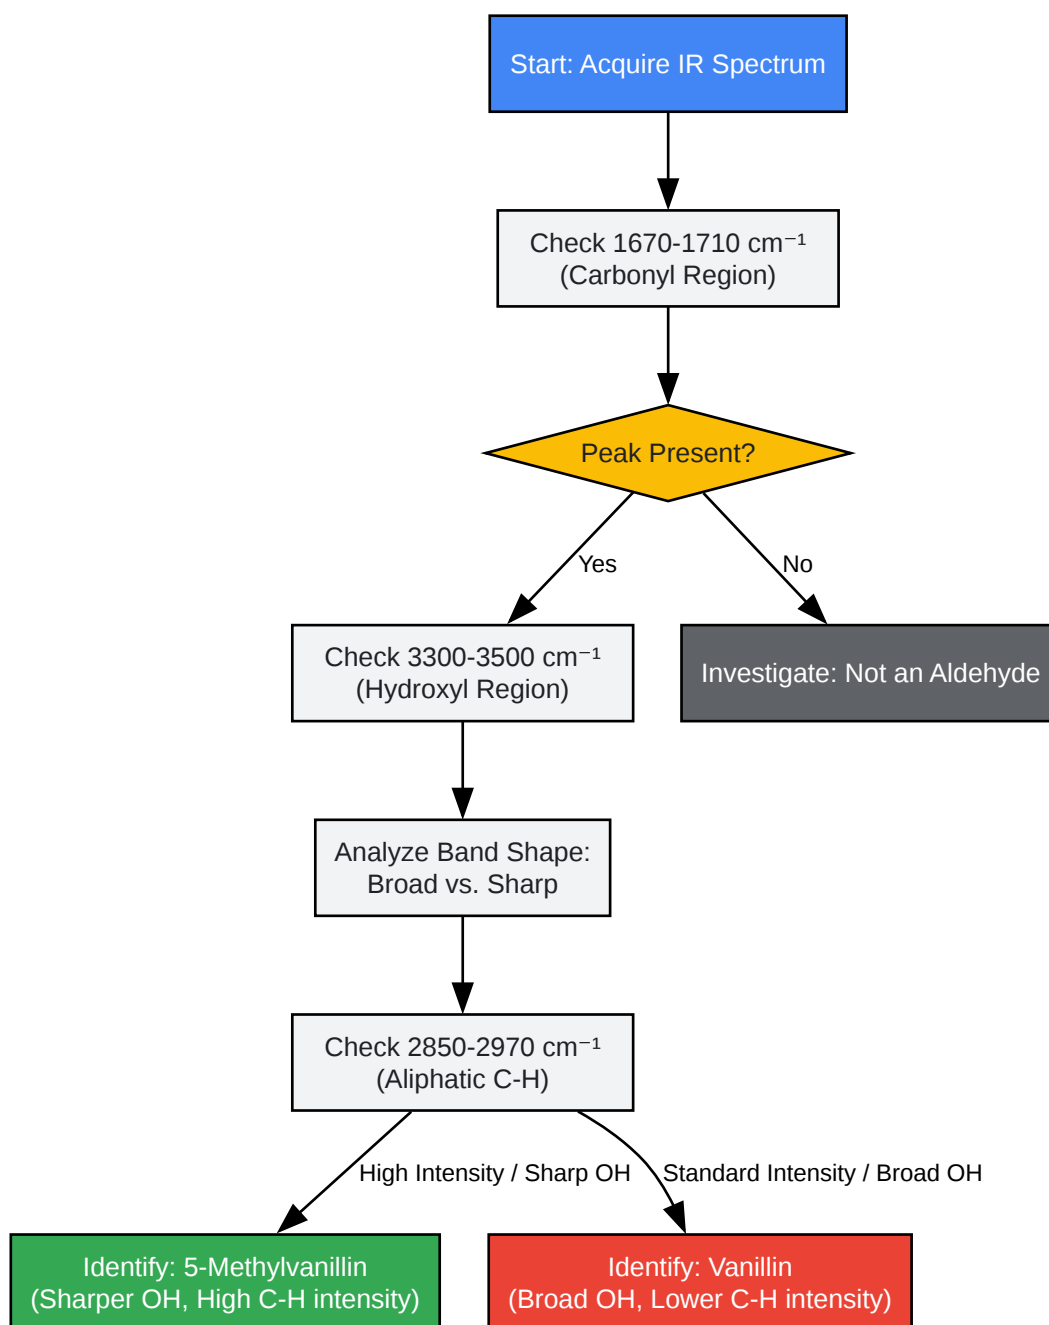 Start: Acquire IR Spectrum
Check 1670-1710 cm⁻¹
(Carbonyl Region)
Peak Present?
Yes
No
Check 3300-3500 cm⁻¹
(Hydroxyl Region)
Investigate: Not an Aldehyde
Analyze Band Shape:
Broad vs. Sharp
Check 2850-2970 cm⁻¹
(Aliphatic C-H)
High Intensity / Sharp OH
Standard Intensity / Broad OH
Identify: 5-Methylvanillin
(Sharper OH, High C-H intensity)
Identify: Vanillin
(Broad OH, Lower C-H intensity)